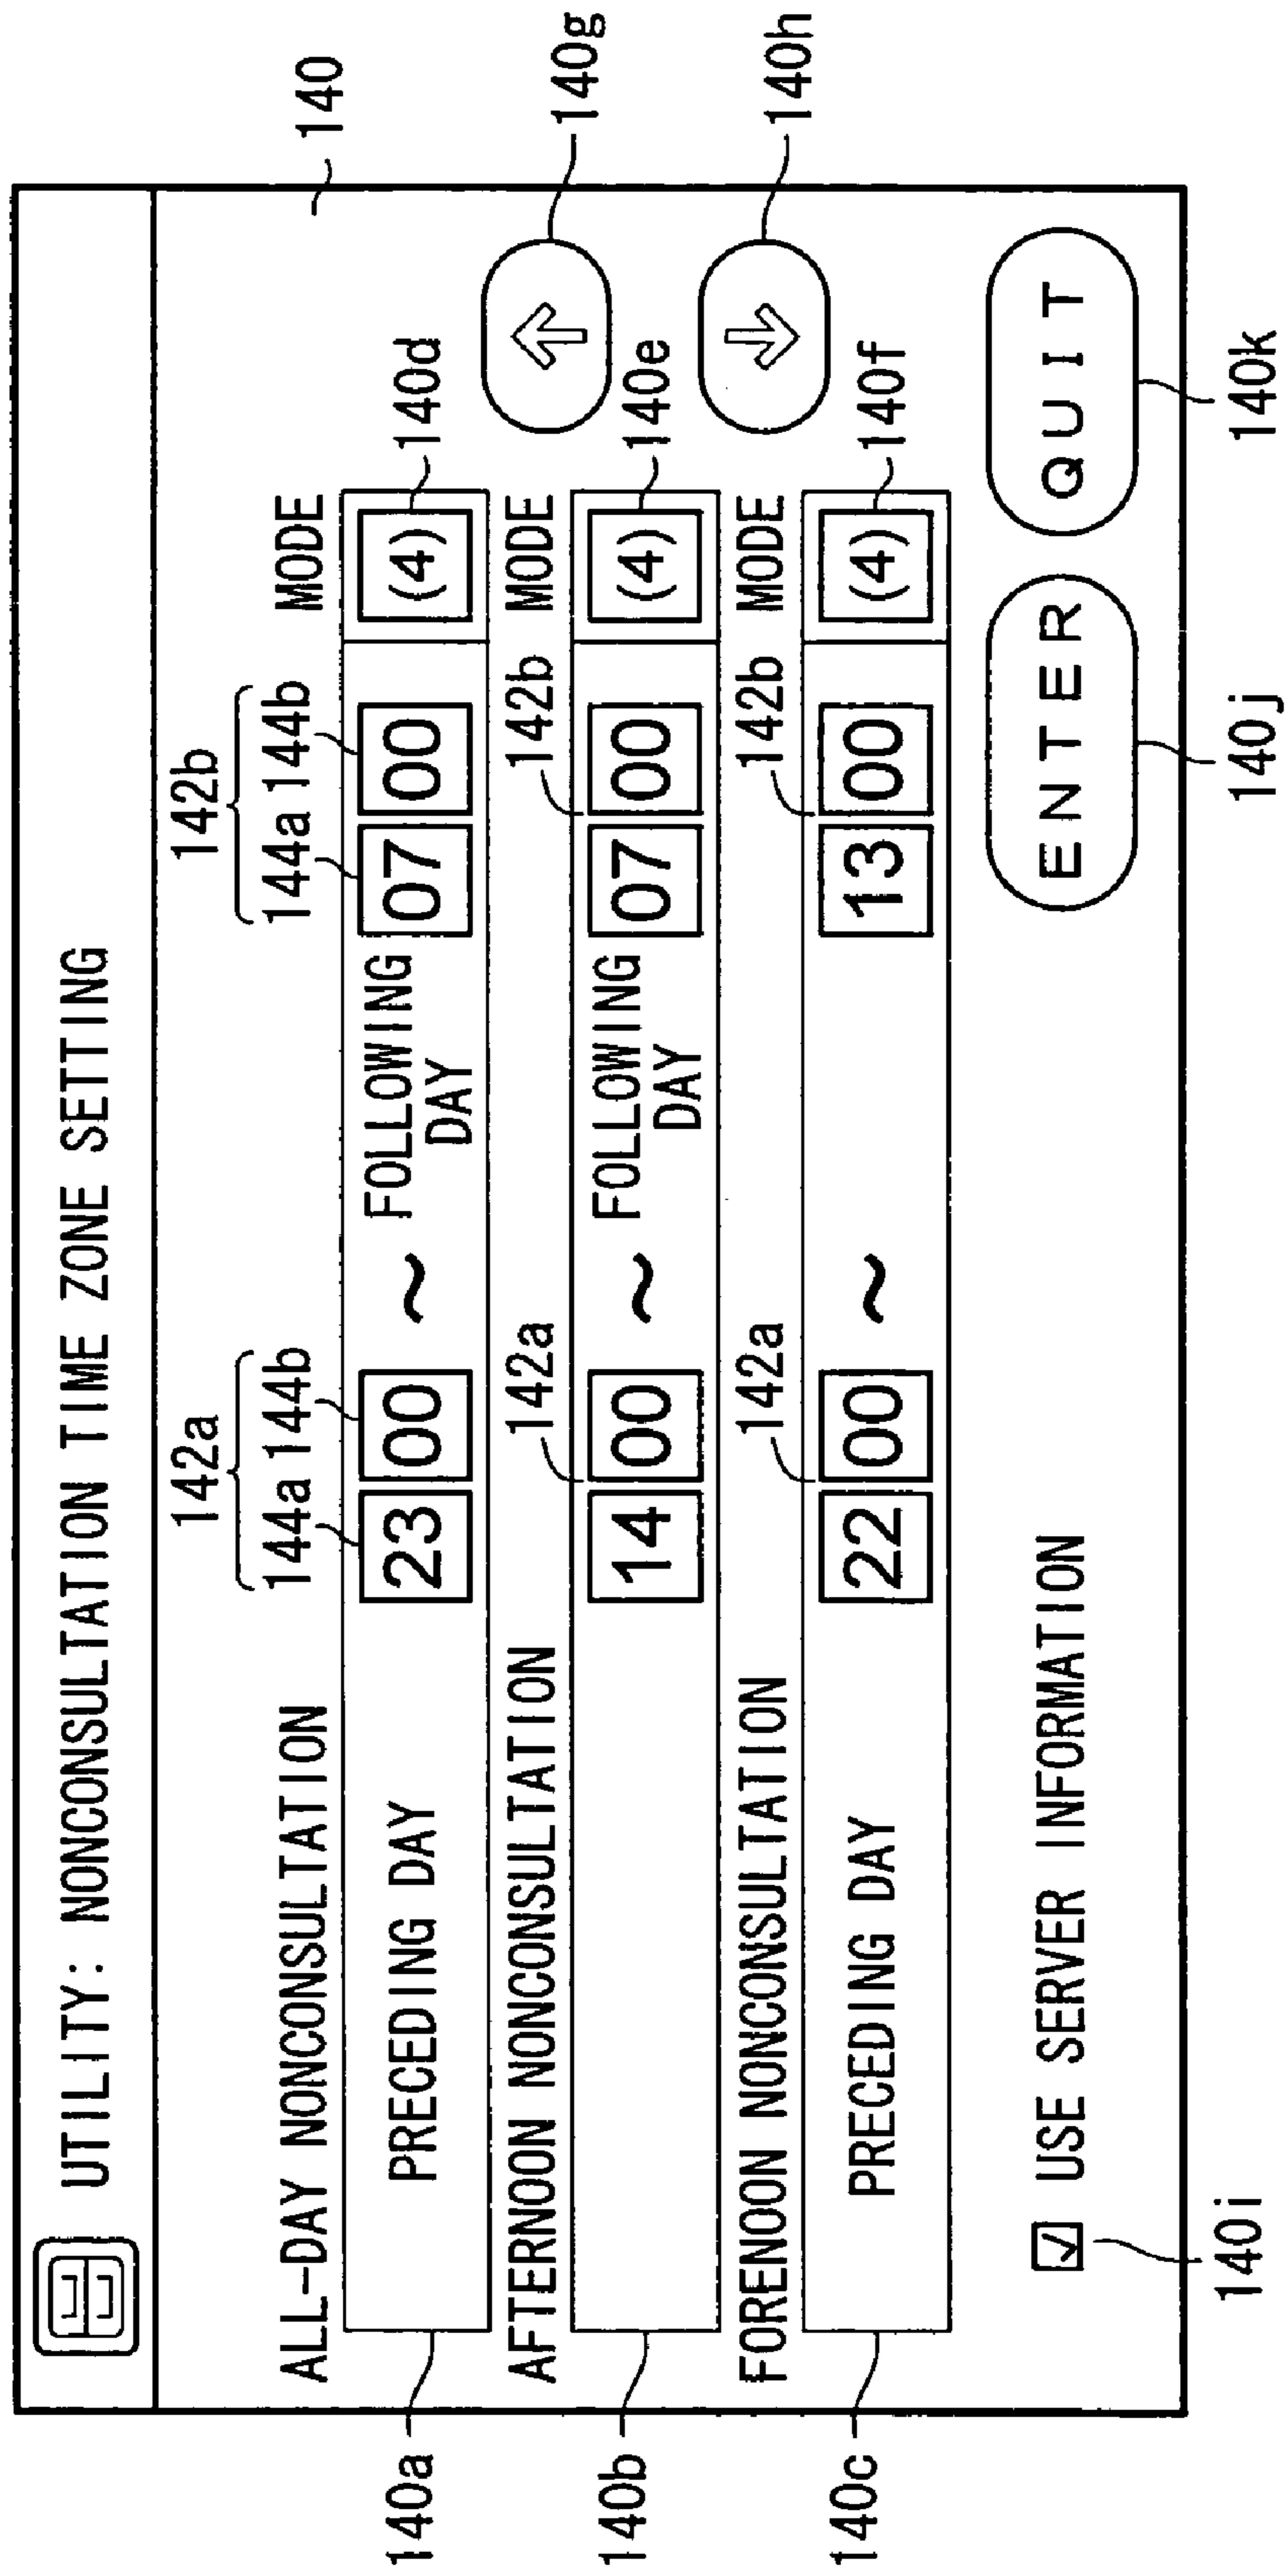 UTILITY: NONCONSULTATION TIME ZONE SETTING
140
142a 142b
144a 144b 144a 144b
ALL-DAY NONCONSULTATION MODE
140a PRECEDING DAY 23 00 ~ FOLLOWING DAY 07 00 (4) 140d
140g
AFTERNOON NONCONSULTATION 142a 142b MODE
140b 14 00 ~ FOLLOWING DAY 07 00 (4) 140e
140h
FORENOON NONCONSULTATION 142a 142b MODE
140c PRECEDING DAY 22 00 ~ 13 00 (4) 140f
USE SERVER INFORMATION ENTER QUIT
140i 140j 140k